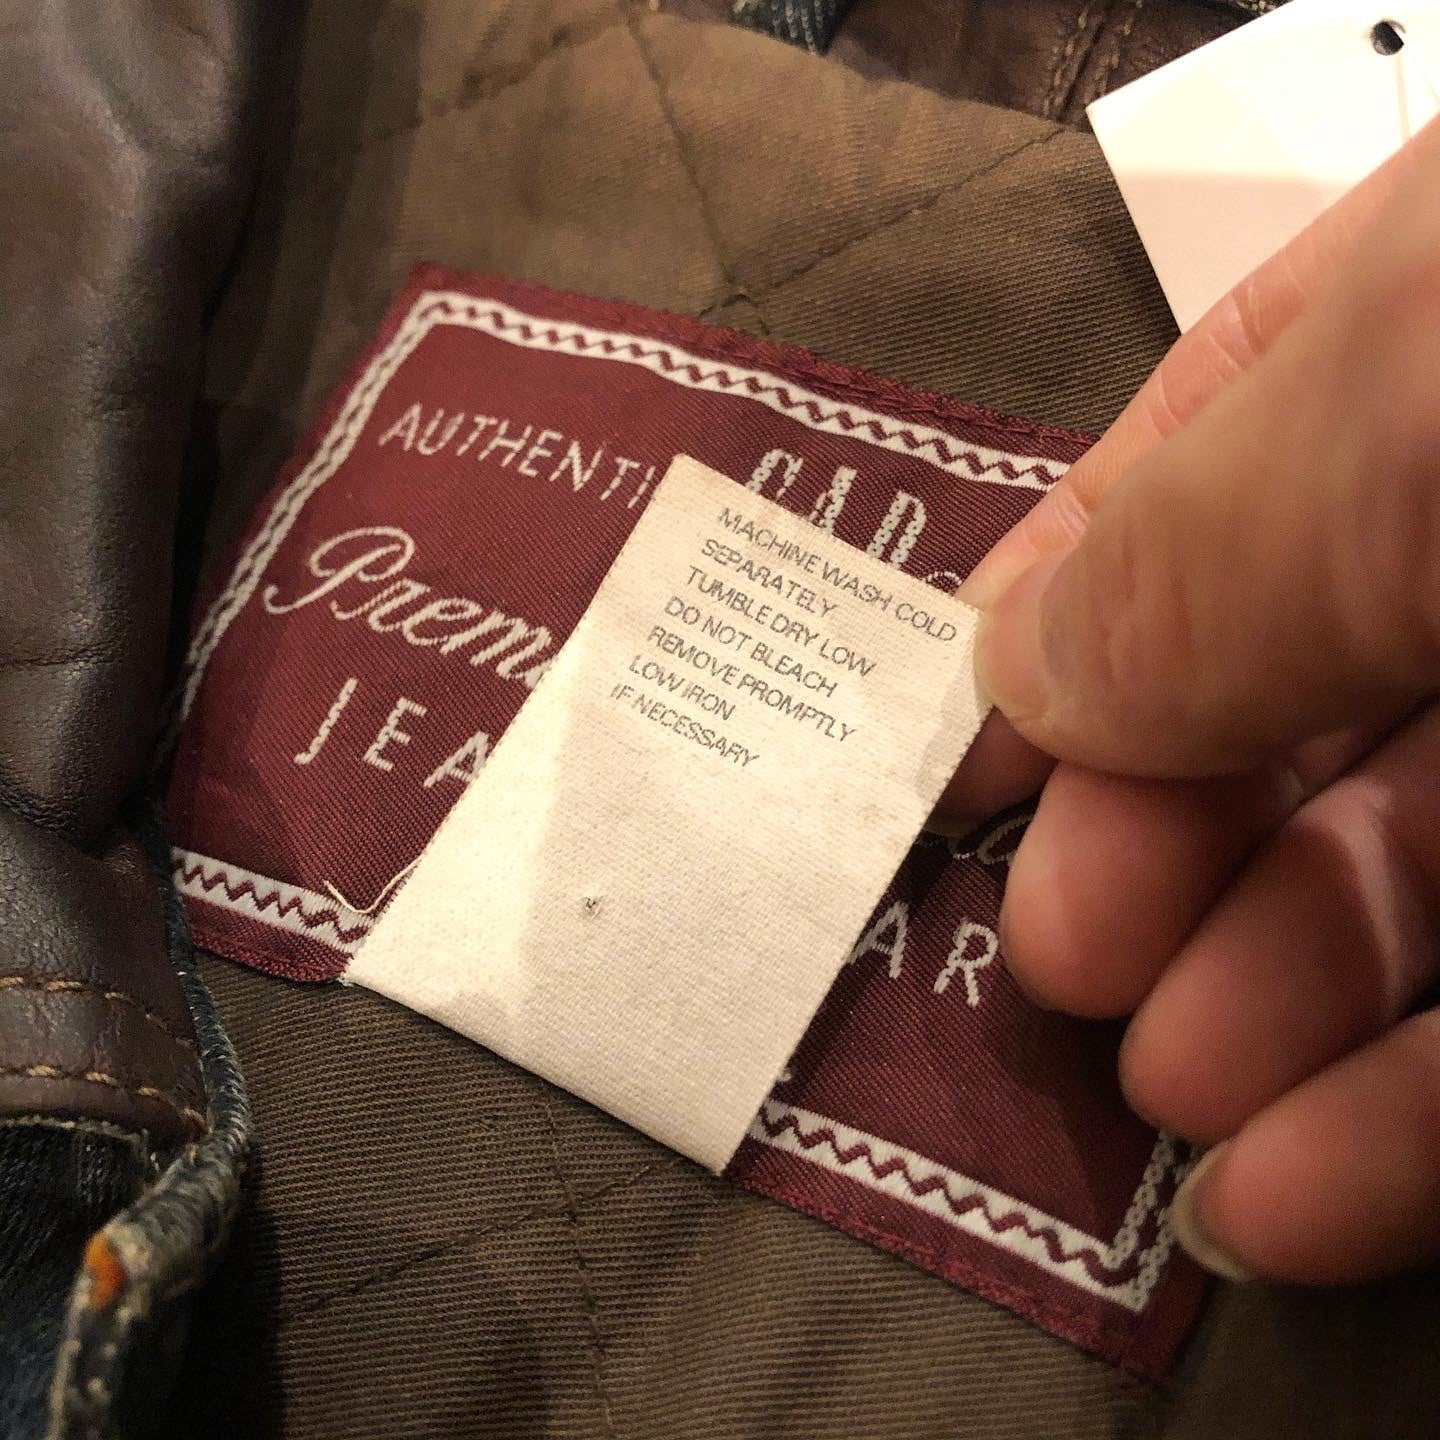 AUTHENTI GAP
Premi
JEA
AR
MACHINE WASH COLD
SEPARATELY
TUMBLE DRY LOW
DO NOT BLEACH
REMOVE PROMPTLY
LOW IRON
IF NECESSARY